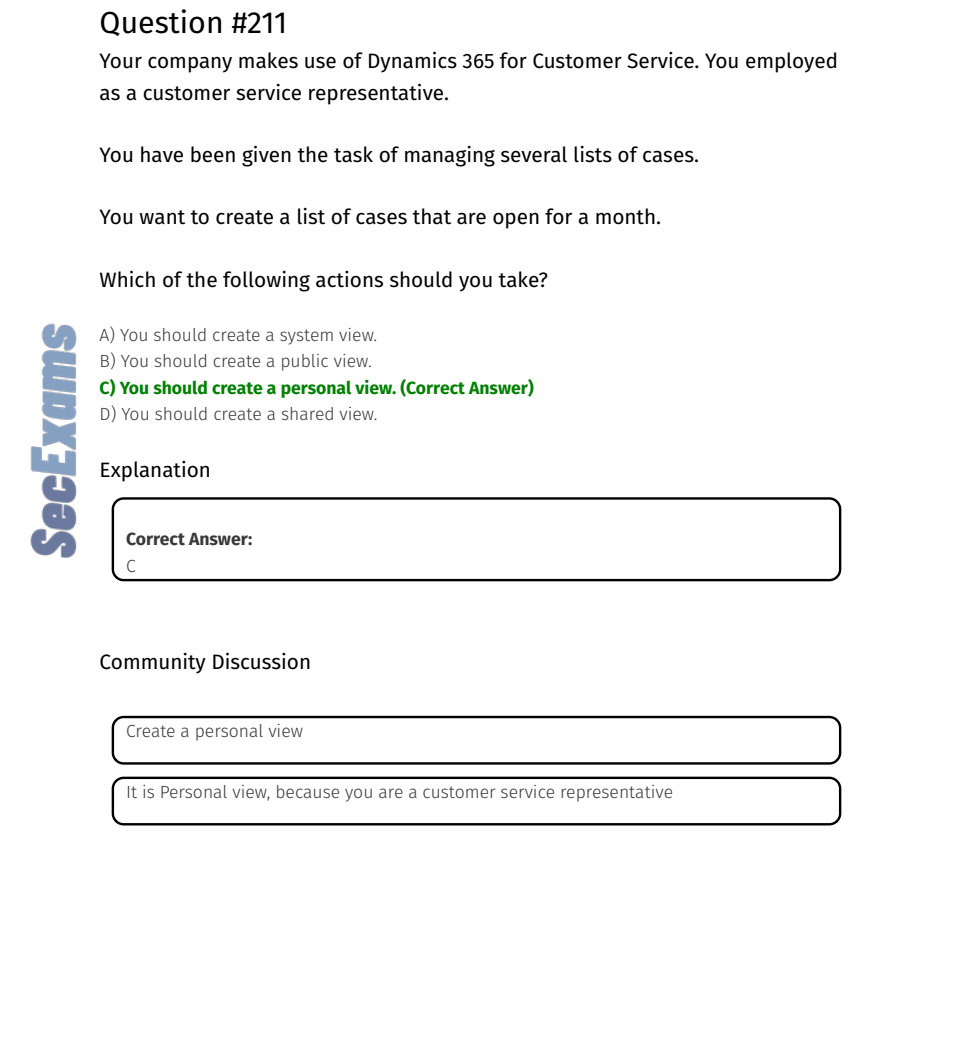 Question #211
Your company makes use of Dynamics 365 for Customer Service. You employed
as a customer service representative.
You have been given the task of managing several lists of cases.
You want to create a list of cases that are open for a month.
Which of the following actions should you take?
A) You should create a system view.
B) You should create a public view.
C) You should create a personal view. (Correct Answer)
D) You should create a shared view.
SecExams
Explanation
Correct Answer:
C
Community Discussion
Create a personal view
It is Personal view, because you are a customer service representative